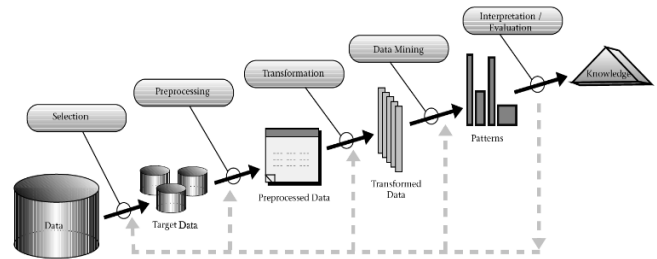 Interpretation /
Evaluation
Data Mining
Transformation
Preprocessing
Selection
Knowledge
Patterns
Transformed
Data
Preprocessed Data
Target Data
Data